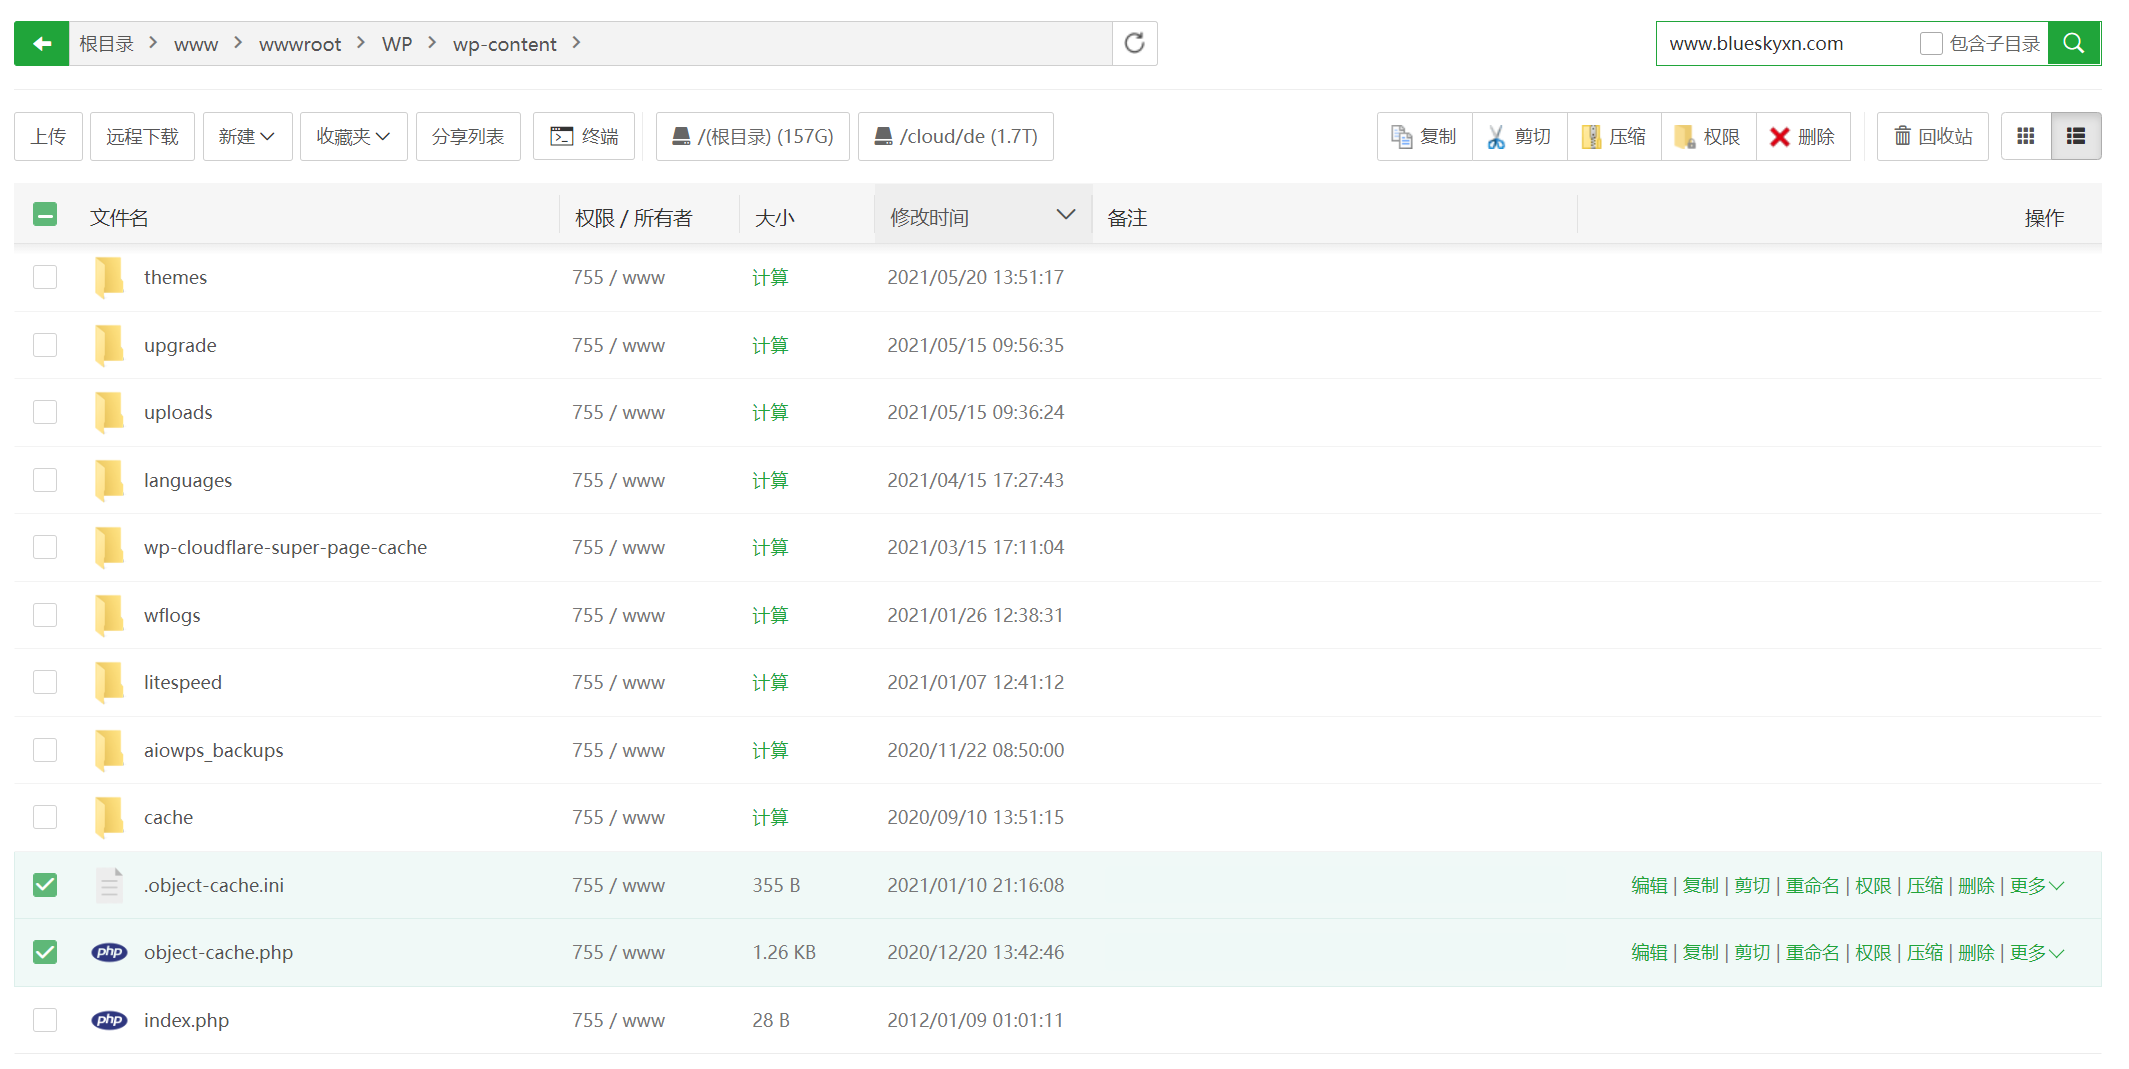 根目录 www wwwroot WP wp-content www.blueskyxn.com 包含子目录
上传 远程下载 新建 收藏夹 分享列表 终端 /(根目录) (157G) /cloud/de (1.7T) 复制 剪切 压缩 权限 删除 回收站
文件名 权限 / 所有者 大小 修改时间 备注 操作
themes 755 / www 计算 2021/05/20 13:51:17
upgrade 755 / www 计算 2021/05/15 09:56:35
uploads 755 / www 计算 2021/05/15 09:36:24
languages 755 / www 计算 2021/04/15 17:27:43
wp-cloudflare-super-page-cache 755 / www 计算 2021/03/15 17:11:04
wflogs 755 / www 计算 2021/01/26 12:38:31
litespeed 755 / www 计算 2021/01/07 12:41:12
aiowps_backups 755 / www 计算 2020/11/22 08:50:00
cache 755 / www 计算 2020/09/10 13:51:15
.object-cache.ini 755 / www 355 B 2021/01/10 21:16:08 编辑 | 复制 | 剪切 | 重命名 | 权限 | 压缩 | 删除 | 更多
php object-cache.php 755 / www 1.26 KB 2020/12/20 13:42:46 编辑 | 复制 | 剪切 | 重命名 | 权限 | 压缩 | 删除 | 更多
php index.php 755 / www 28 B 2012/01/09 01:01:11